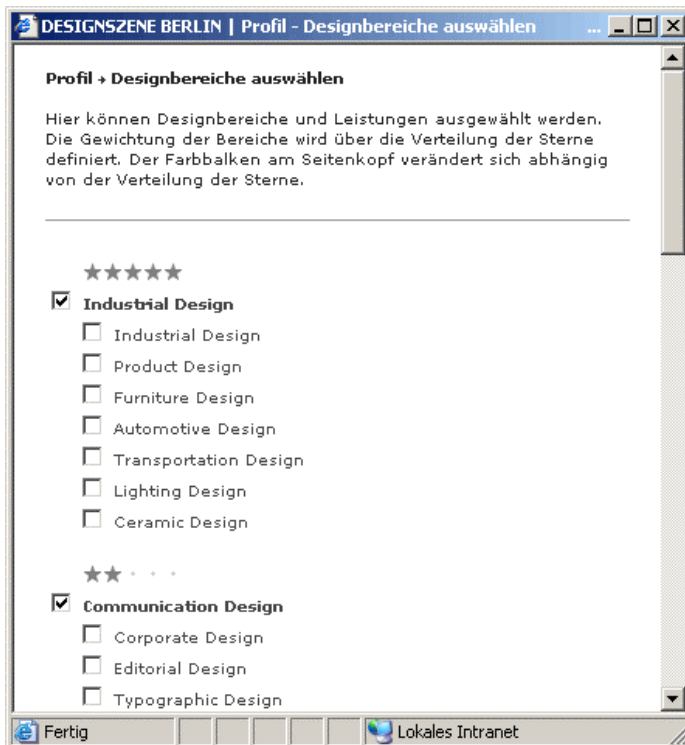 DESIGNSZENE BERLIN | Profil - Designbereiche auswählen ...
Profil → Designbereiche auswählen
Hier können Designbereiche und Leistungen ausgewählt werden.
Die Gewichtung der Bereiche wird über die Verteilung der Sterne
definiert. Der Farbbalken am Seitenkopf verändert sich abhängig
von der Verteilung der Sterne.
Industrial Design
Industrial Design
Product Design
Furniture Design
Automotive Design
Transportation Design
Lighting Design
Ceramic Design
Communication Design
Corporate Design
Editorial Design
Typographic Design
Fertig
Lokales Intranet